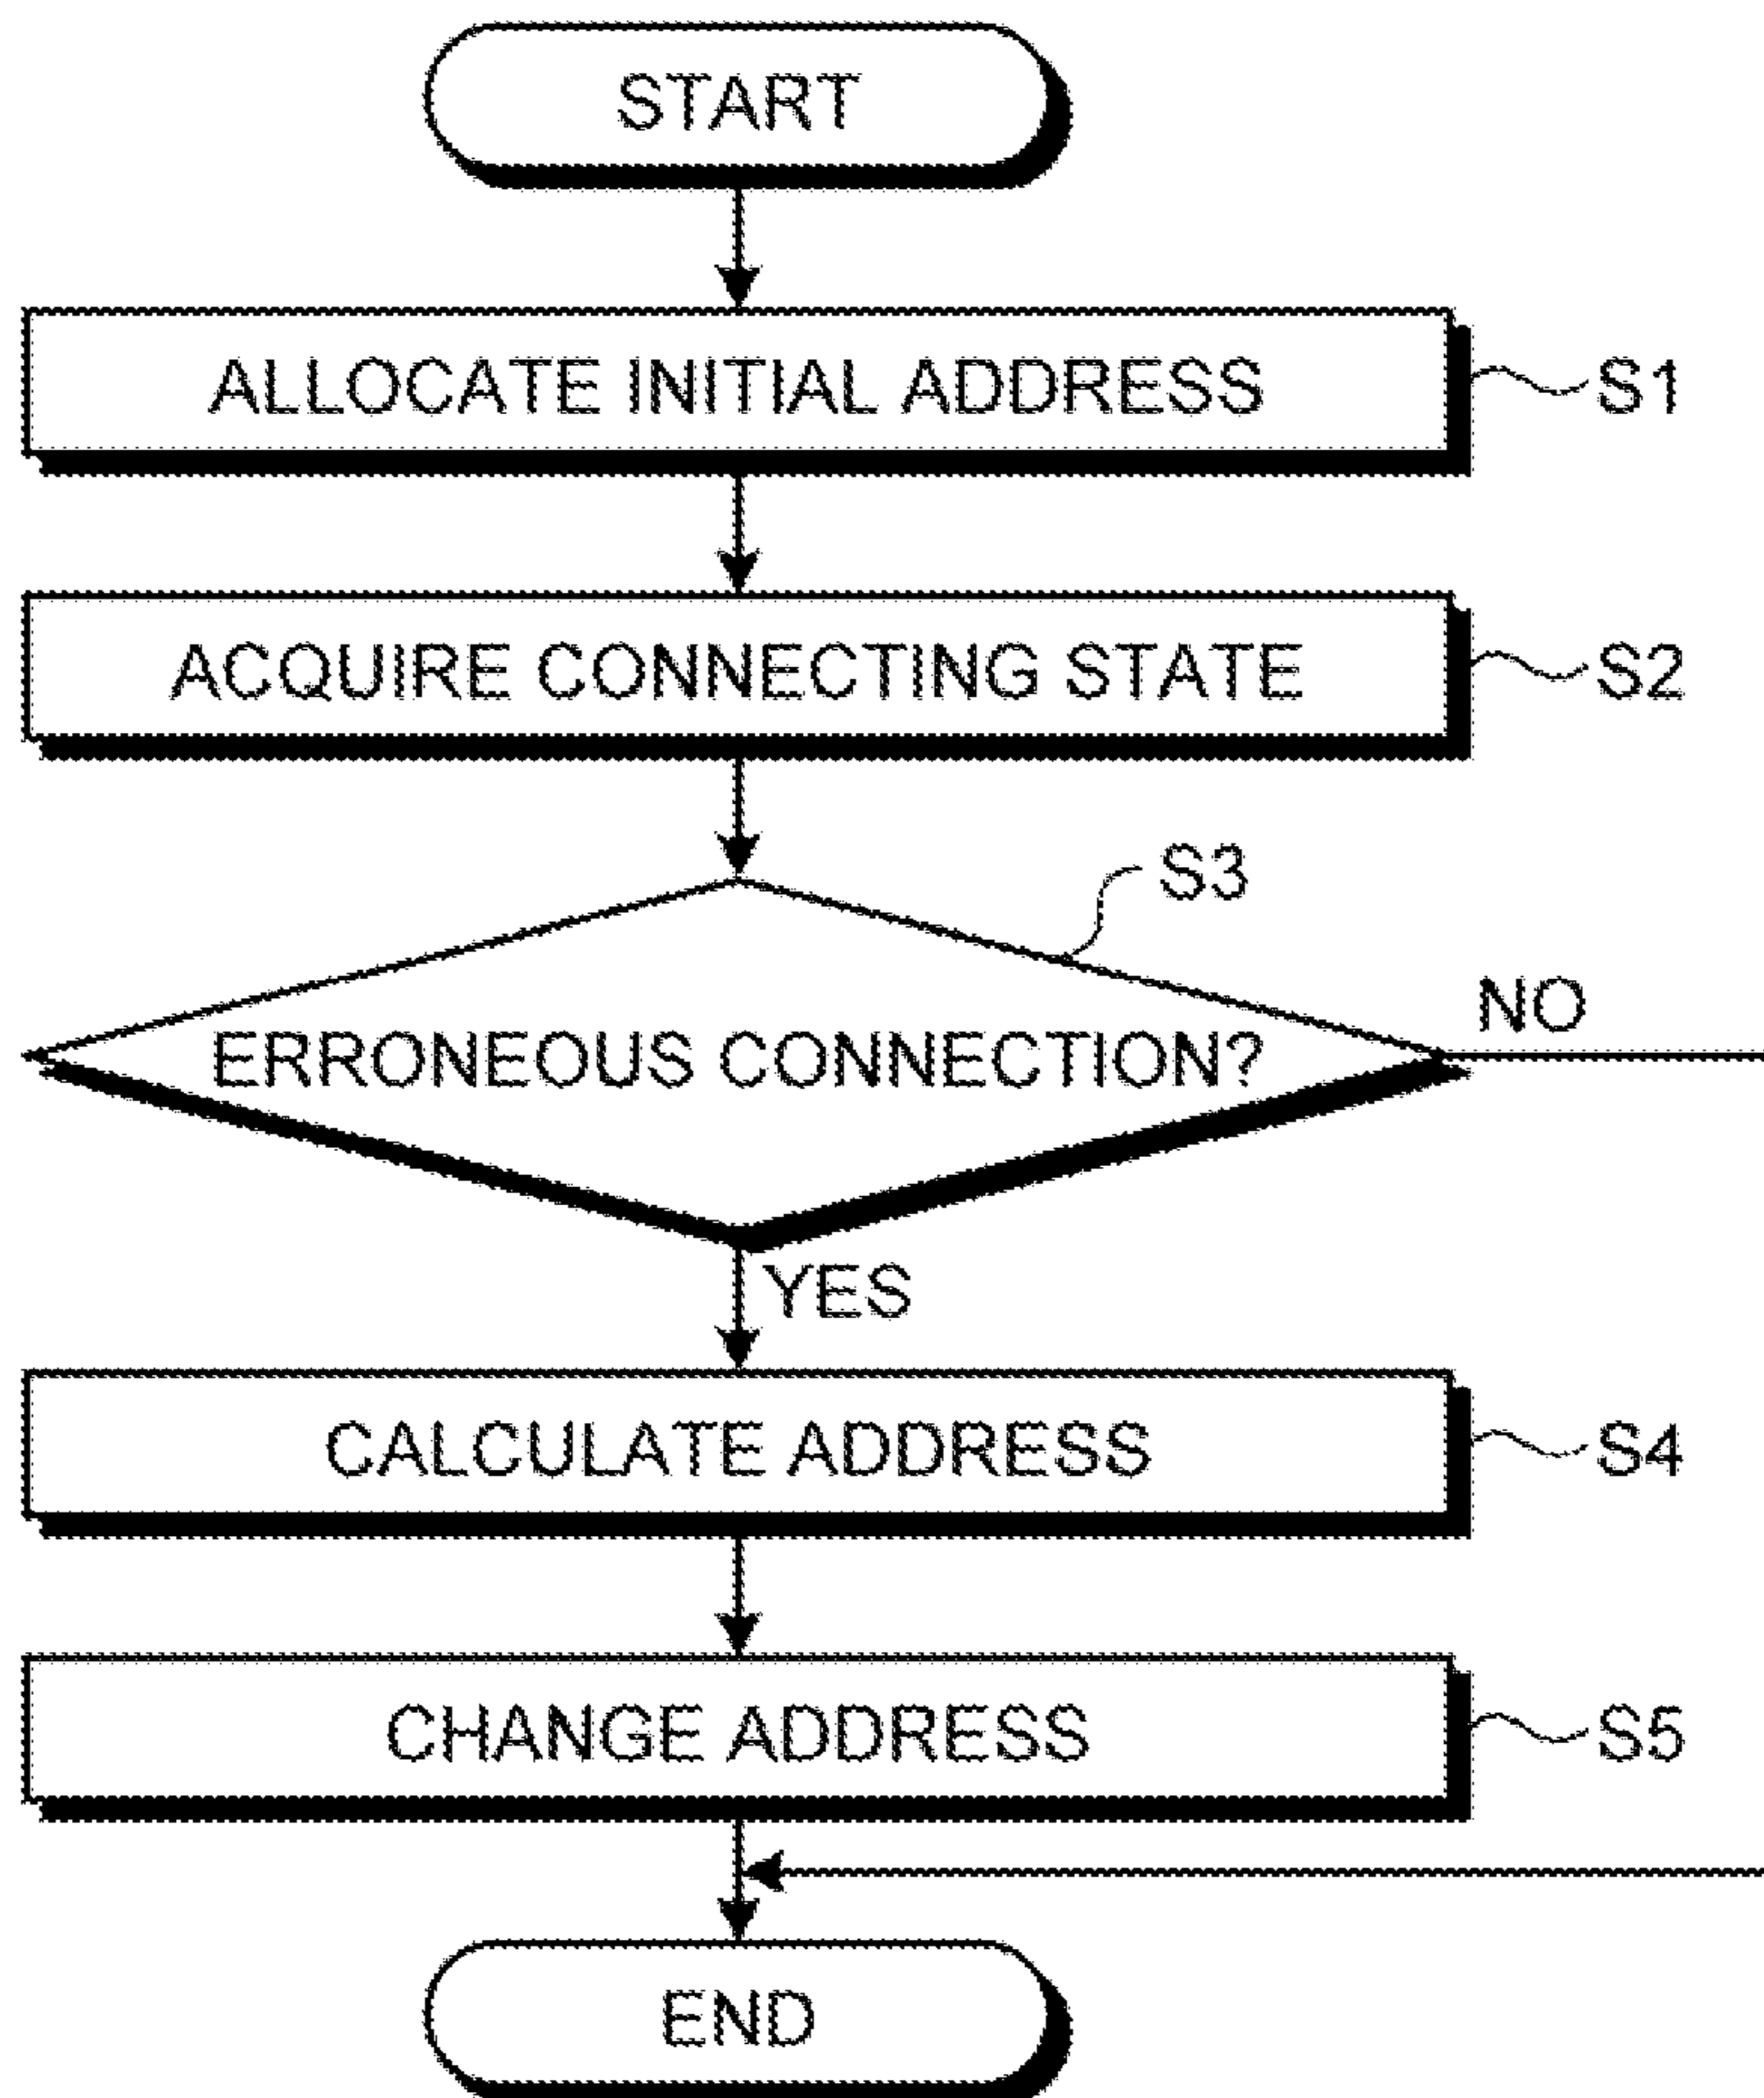 START
ALLOCATE INITIAL ADDRESS
S1
ACQUIRE CONNECTING STATE
S2
S3
ERRONEOUS CONNECTION?
NO
YES
CALCULATE ADDRESS
S4
CHANGE ADDRESS
S5
END